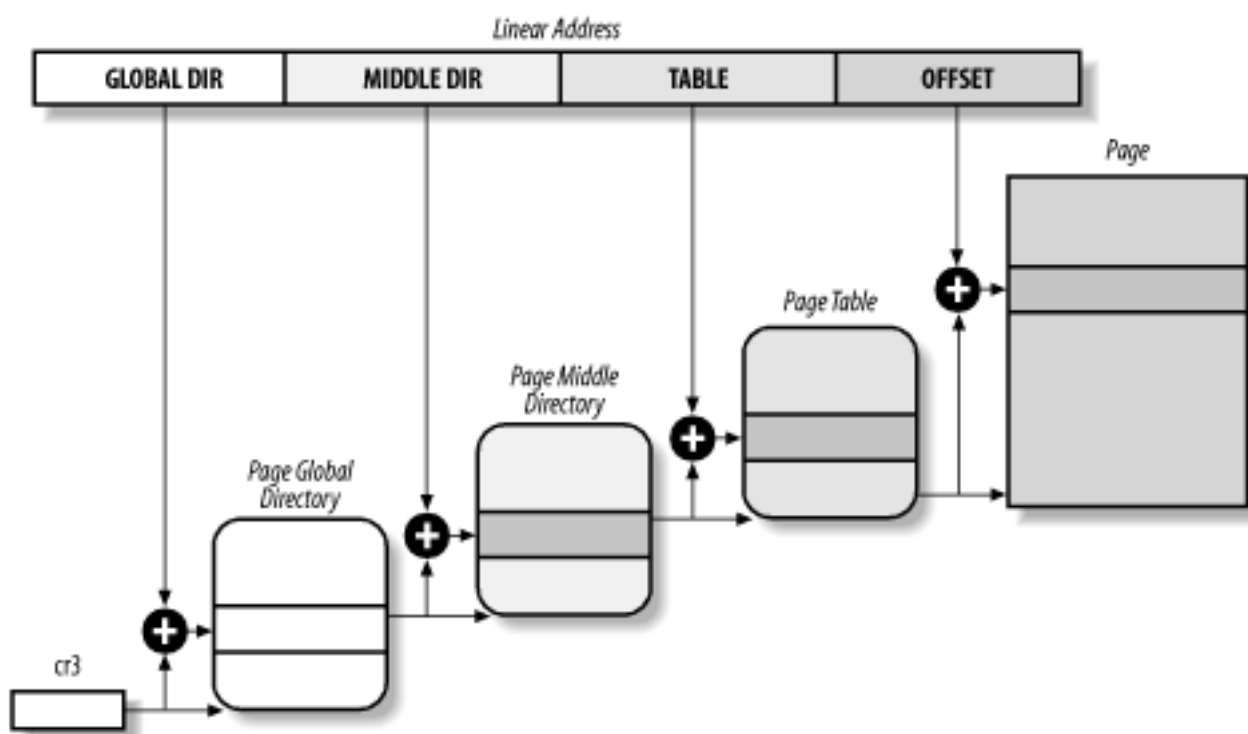 Linear Address
GLOBAL DIR
MIDDLE DIR
TABLE
OFFSET
Page
Page Table
Page Middle
Directory
Page Global
Directory
cr3